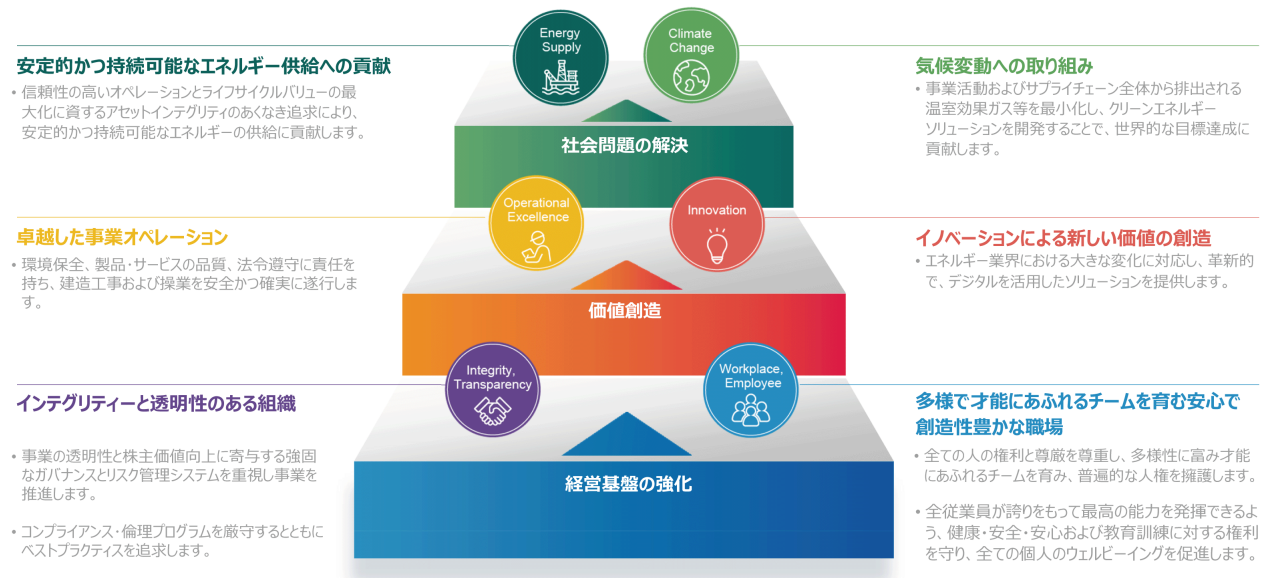 Energy
Supply
Climate
Change
安定的かつ持続可能なエネルギー供給への貢献
• 信頼性の高いオペレーションとライフサイクルバリューの最
大化に資するアセットインテグリティのあくなき追求により、
安定的かつ持続可能なエネルギーの供給に貢献します。
気候変動への取り組み
• 事業活動およびサプライチェーン全体から排出される
温室効果ガス等を最小化し、クリーンエネルギー
ソリューションを開発することで、世界的な目標達成に
貢献します。
社会問題の解決
Operational
Excellence
Innovation
卓越した事業オペレーション
• 環境保全、製品・サービスの品質、法令遵守に責任を
持ち、建造工事および操業を安全かつ確実に遂行しま
す。
イノベーションによる新しい価値の創造
• エネルギー業界における大きな変化に対応し、革新的
で、デジタルを活用したソリューションを提供します。
価値創造
Integrity,
Transparency
Workplace,
Employee
インテグリティーと透明性のある組織
• 事業の透明性と株主価値向上に寄与する強固
なガバナンスとリスク管理システムを重視し事業を
推進します。
• コンプライアンス・倫理プログラムを厳守するとともに
ベストプラクティスを追求します。
多様で才能にあふれるチームを育む安心で
創造性豊かな職場
• 全ての人の権利と尊厳を尊重し、多様性に富み才能
にあふれるチームを育み、普遍的な人権を擁護します。
• 全従業員が誇りをもって最高の能力を発揮できるよ
う、健康・安全・安心および教育訓練に対する権利
を守り、全ての個人のウェルビーイングを促進します。
経営基盤の強化